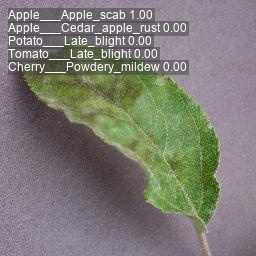 Apple___Apple_scab 1.00
Apple___Cedar_apple_rust 0.00
Potato___Late_blight 0.00
Tomato___Late_blight 0.00
Cherry___Powdery_mildew 0.00